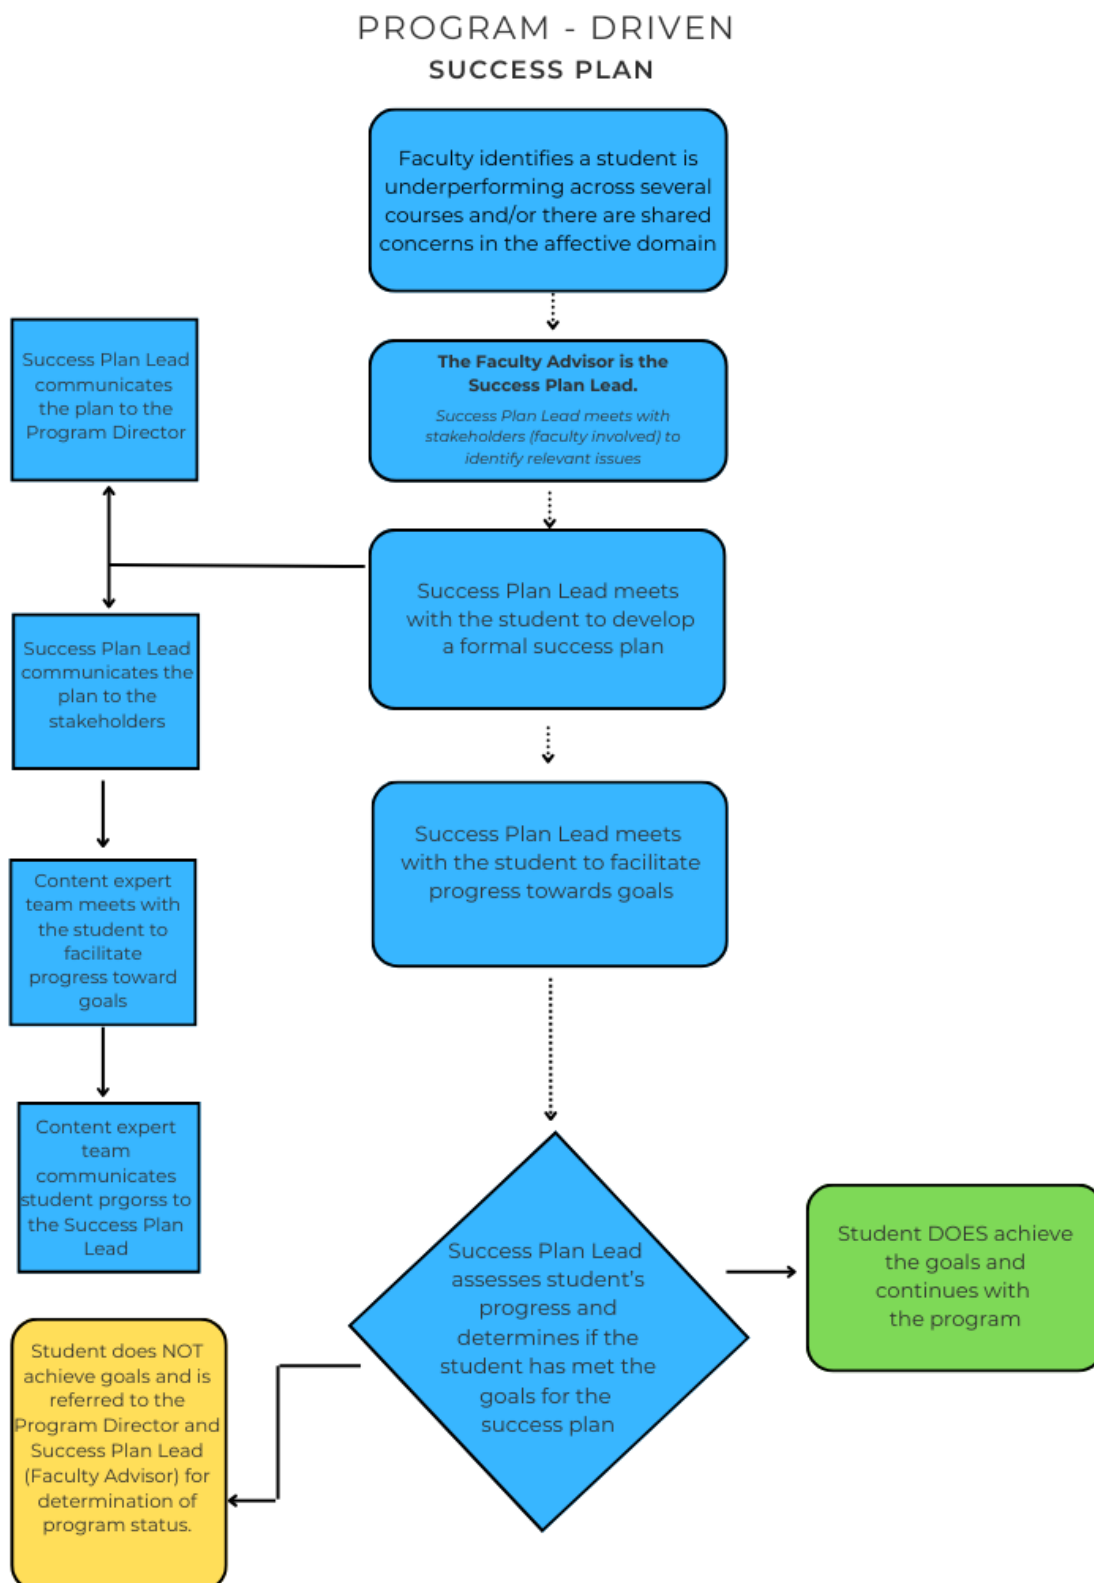 PROGRAM - DRIVEN
SUCCESS PLAN
Faculty identifies a student is
underperforming across several
courses and/or there are shared
concerns in the affective domain
The Faculty Advisor is the
Success Plan Lead.
Success Plan Lead meets with
stakeholders (faculty involved) to
identify relevant issues
Success Plan Lead
communicates
the plan to the
Program Director
Success Plan Lead meets
with the student to develop
a formal success plan
Success Plan Lead
communicates the
plan to the
stakeholders
Success Plan Lead meets
with the student to facilitate
progress towards goals
Content expert
team meets with
the student to
facilitate
progress toward
goals
Content expert
team
communicates
student prgorss to
the Success Plan
Lead
Success Plan Lead
assesses student’s
progress and
determines if the
student has met the
goals for the
success plan
Student DOES achieve
the goals and
continues with
the program
Student does NOT
achieve goals and is
referred to the
Program Director and
Success Plan Lead
(Faculty Advisor) for
determination of
program status.